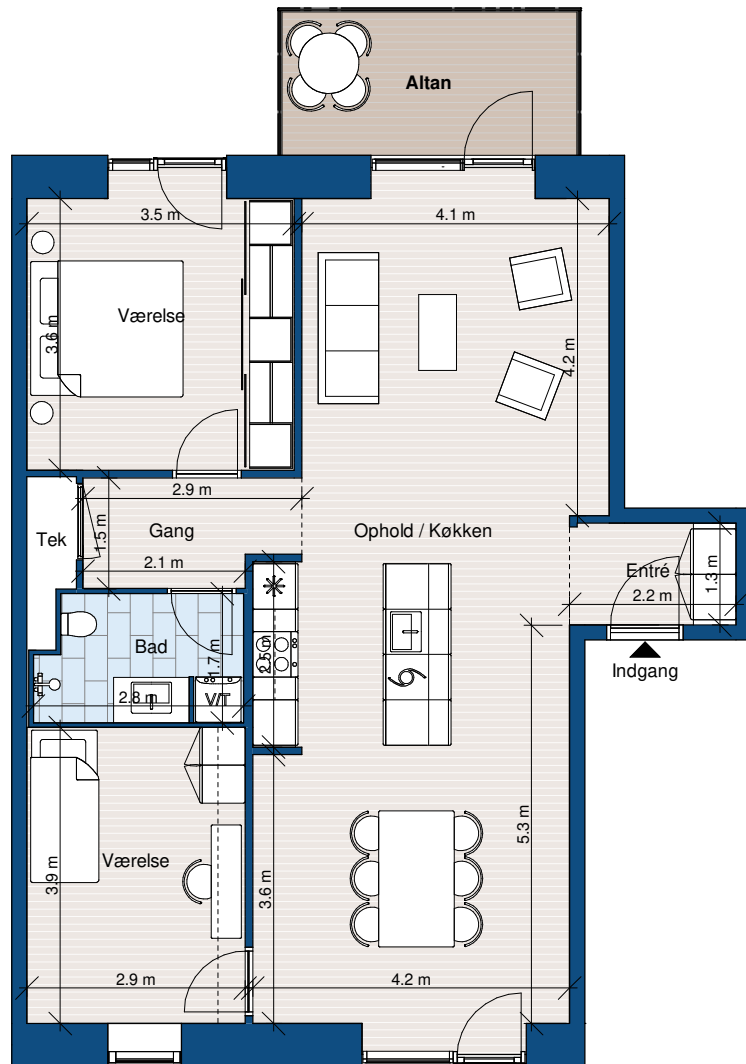 Altan
3.5 m
4.1 m
Værelse
3.6 m
4.2 m
2.9 m
Tek
1.5 m
Gang
Ophold / Køkken
2.1 m
Entré
1.3 m
2.2 m
Indgang
Bad
1.7 m
2.5 m
2.8 m
V/T
Værelse
3.9 m
3.6 m
5.3 m
2.9 m
4.2 m